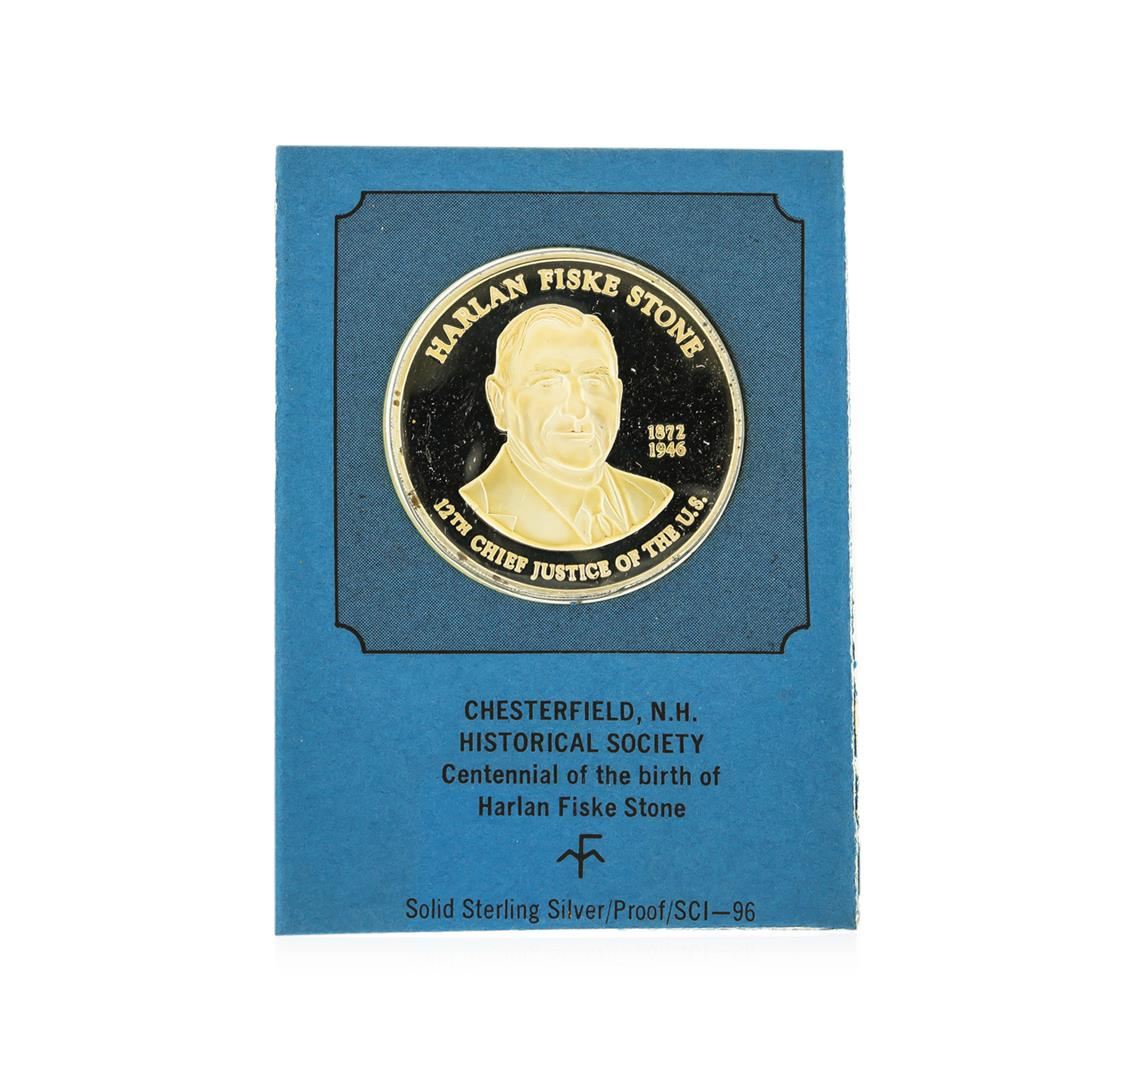 HARLAN FISKE STONE
1872
1946
12TH CHIEF JUSTICE OF THE U.S.
CHESTERFIELD, N.H.
HISTORICAL SOCIETY
Centennial of the birth of
Harlan Fiske Stone
Solid Sterling Silver/Proof/SCI—96